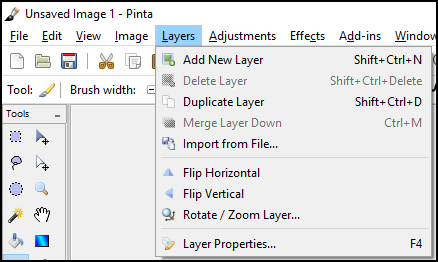 Unsaved Image 1 - Pinta
File Edit View Image Layers Adjustments Effects Add-ins Window
Add New Layer Shift+Ctrl+N
Delete Layer Shift+Ctrl+Delete
Tool: Brush width: Duplicate Layer Shift+Ctrl+D
Tools Merge Layer Down Ctrl+M
Import from File...
Flip Horizontal
Flip Vertical
Rotate / Zoom Layer...
Layer Properties... F4